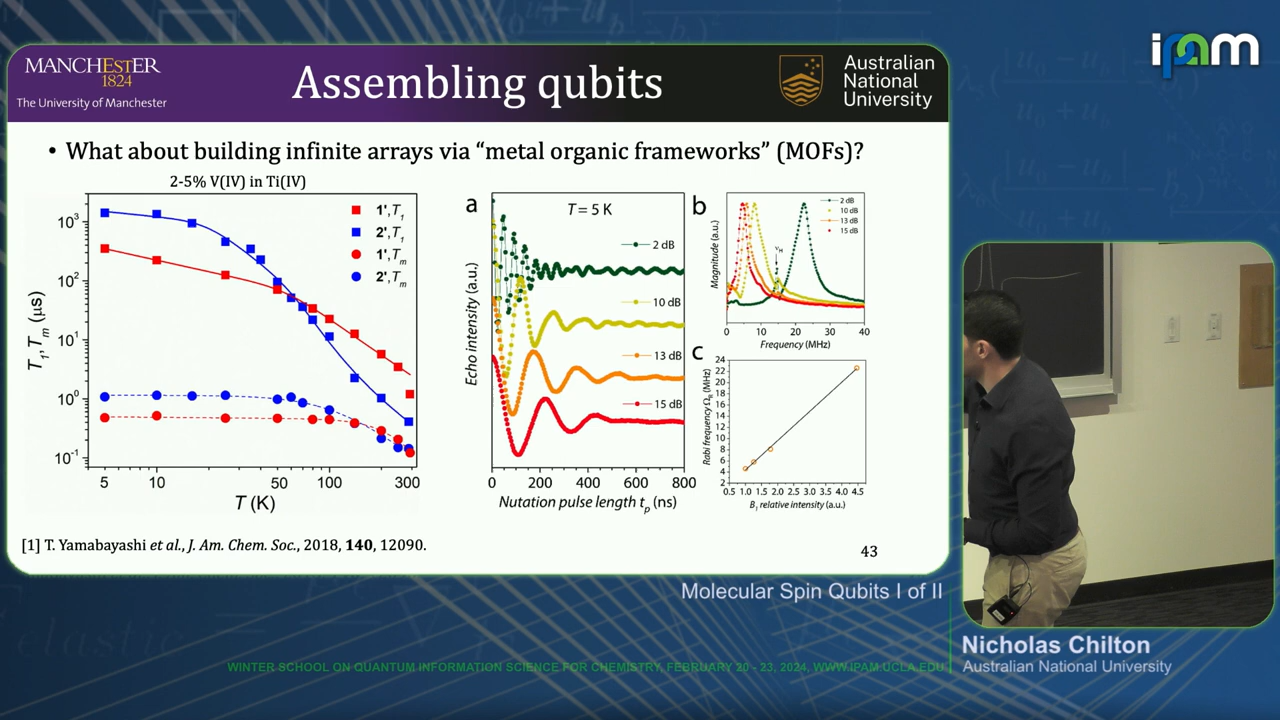 ipam
MANCHESTER
1824
The University of Manchester
Assembling qubits
Australian
National
University
• What about building infinite arrays via “metal organic frameworks” (MOFs)?
2-5% V(IV) in Ti(IV)
10³
10²
10¹
10⁰
10⁻¹
T₁, Tₘ (μs)
1', T₁
2', T₁
1', Tₘ
2', Tₘ
5 10 50 100 300
T (K)
a
T = 5 K
2 dB
10 dB
13 dB
15 dB
Echo intensity (a.u.)
0 200 400 600 800
Nutation pulse length tₚ (ns)
b
2 dB
10 dB
13 dB
15 dB
νH
Magnitude (a.u.)
0 10 20 30 40
Frequency (MHz)
c
24
22
20
18
16
14
12
10
8
6
4
2
Rabi frequency ΩR (MHz)
0.5 1.0 1.5 2.0 2.5 3.0 3.5 4.0 4.5
B₁ relative intensity (a.u.)
[1] T. Yamabayashi et al., J. Am. Chem. Soc., 2018, 140, 12090.
43
Molecular Spin Qubits I of II
Nicholas Chilton
Australian National University
WINTER SCHOOL ON QUANTUM INFORMATION SCIENCE FOR CHEMISTRY, FEBRUARY 20 - 23, 2024, WWW.IPAM.UCLA.EDU
elastic